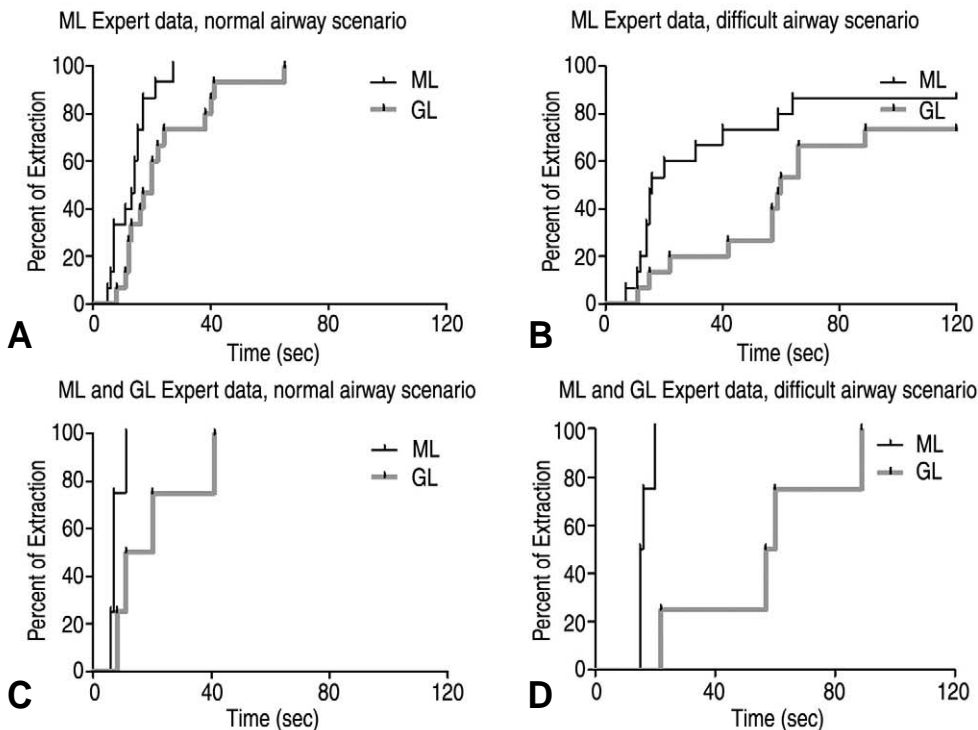 ML Expert data, normal airway scenario
100
80
60
40
20
0
Percent of Extraction
ML
GL
0 40 80 120
Time (sec)
A
ML Expert data, difficult airway scenario
100
80
60
40
20
0
Percent of Extraction
ML
GL
0 40 80 120
Time (sec)
B
ML and GL Expert data, normal airway scenario
100
80
60
40
20
0
Percent of Extraction
ML
GL
0 40 80 120
Time (sec)
C
ML and GL Expert data, difficult airway scenario
100
80
60
40
20
0
Percent of Extraction
ML
GL
0 40 80 120
Time (sec)
D